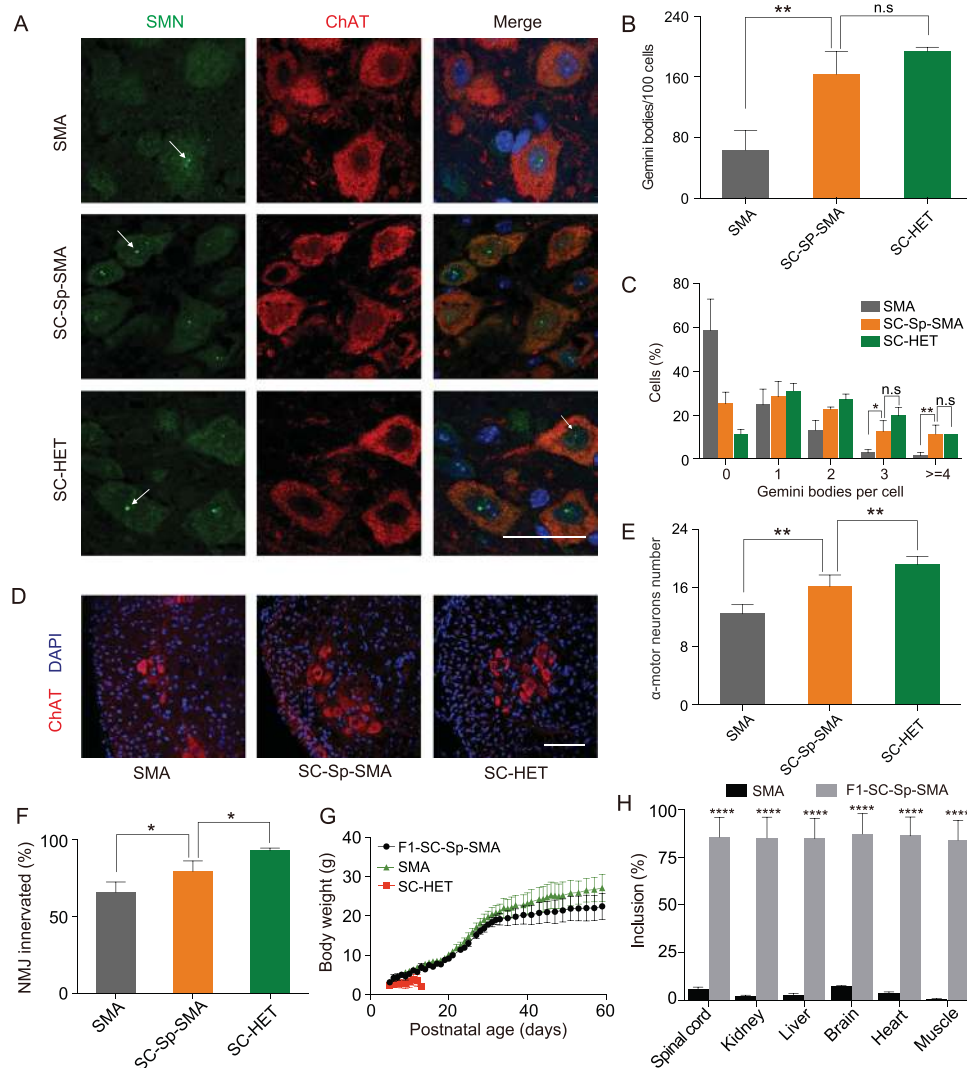 A
SMN
ChAT
Merge
SMA
SC-Sp-SMA
SC-HET
B
Gemini bodies/100 cells
240
160
80
0
**
n.s
SMA
SC-SP-SMA
SC-HET
C
Cells (%)
80
60
40
20
0
SMA
SC-Sp-SMA
SC-HET
* n.s
** n.s
0 1 2 3 >=4
Gemini bodies per cell
D
ChAT DAPI
SMA
SC-Sp-SMA
SC-HET
E
α-motor neurons number
24
16
8
0
**
**
SMA
SC-Sp-SMA
SC-HET
F
NMJ innervated (%)
100
50
0
*
*
SMA
SC-Sp-SMA
SC-HET
G
Body weight (g)
40
30
20
10
0
F1-SC-Sp-SMA
SMA
SC-HET
0 20 40 60
Postnatal age (days)
H
SMA
F1-SC-Sp-SMA
Inclusion (%)
100
75
50
25
0
**** **** **** **** **** ****
Spinal cord
Kidney
Liver
Brain
Heart
Muscle